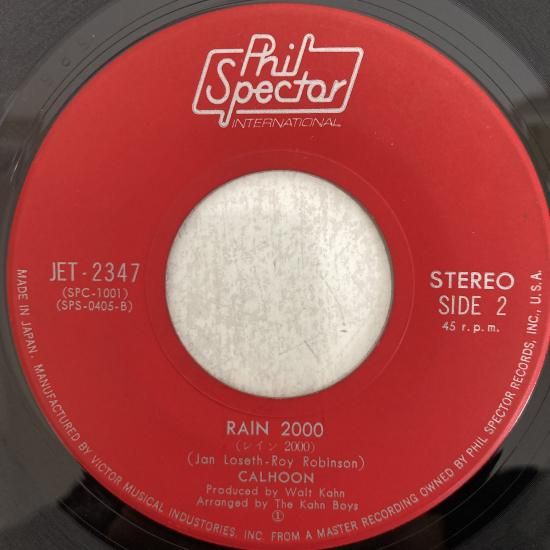 Phil
Spector
INTERNATIONAL
JET-2347
(SPC-1001)
(SPS-0405-B)
STEREO
SIDE 2
45 r.p.m.
RAIN 2000
(レイン 2000)
(Jan Loseth-Roy Robinson)
CALHOON
Produced by Walt Kahn
Arranged by The Kahn Boys
①
MADE IN JAPAN. MANUFACTURED BY VICTOR MUSICAL INDUSTRIES, INC. FROM A MASTER RECORDING OWNED BY PHIL SPECTOR RECORDS, INC., U.S.A.